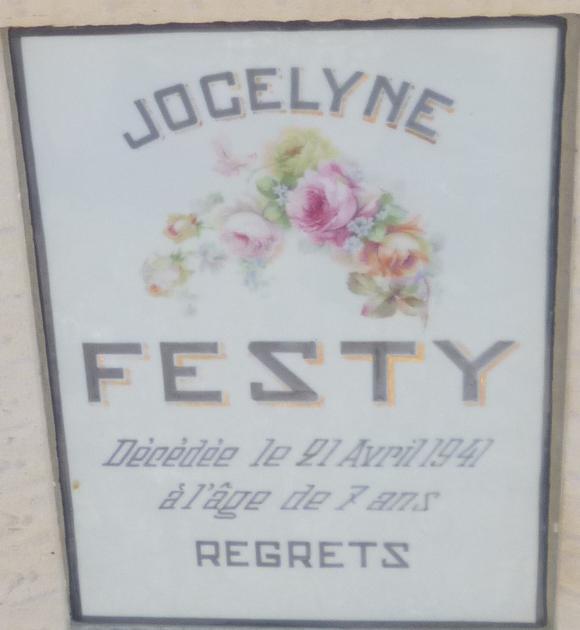 JOCELYNE
FESTY
Décédée le 21 Avril 1941
à l'âge de 7 ans
REGRETS